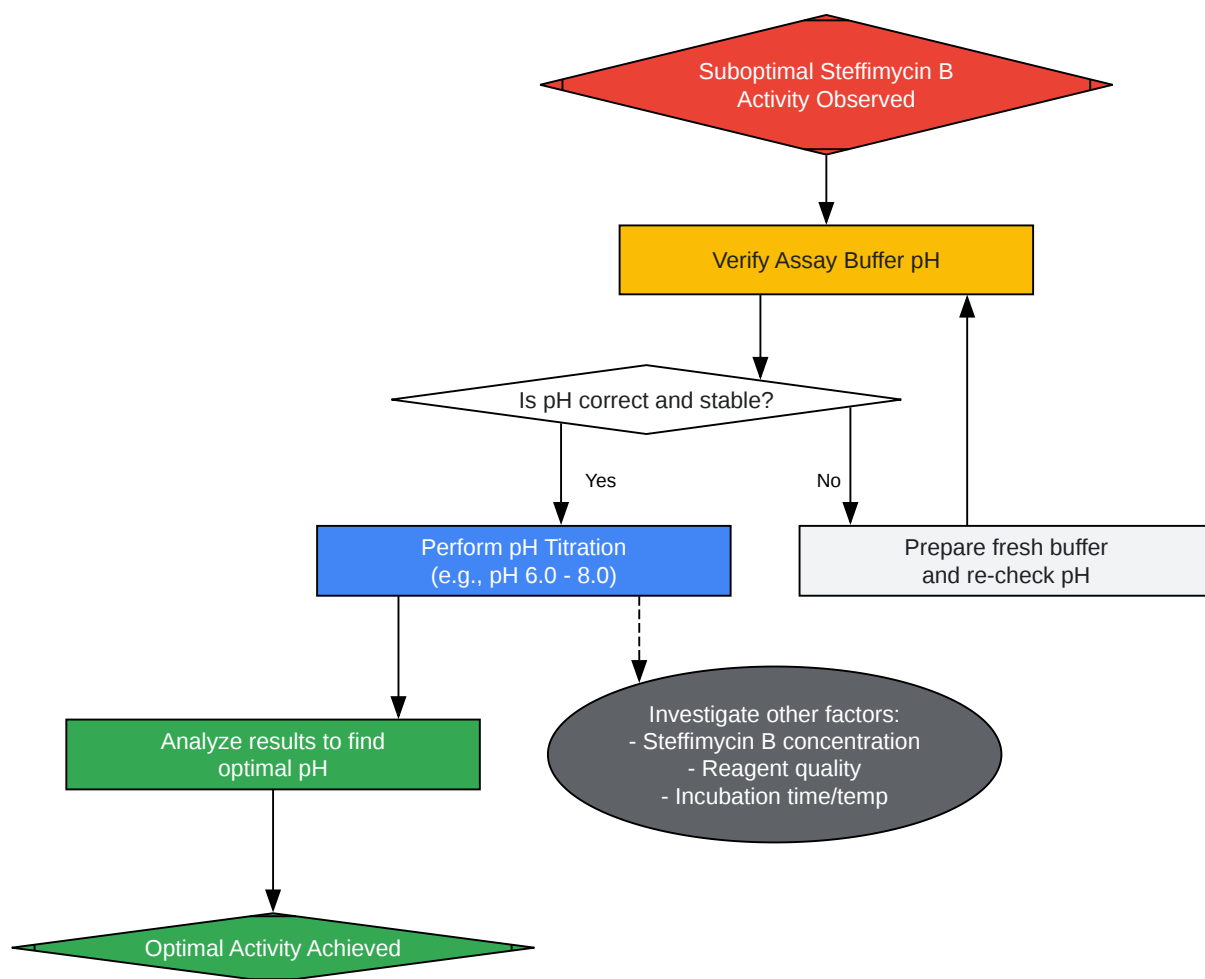 Suboptimal Steffimycin B
Activity Observed
Verify Assay Buffer pH
Is pH correct and stable?
Yes
No
Perform pH Titration
(e.g., pH 6.0 - 8.0)
Prepare fresh buffer
and re-check pH
Investigate other factors:
- Steffimycin B concentration
- Reagent quality
- Incubation time/temp
Analyze results to find
optimal pH
Optimal Activity Achieved